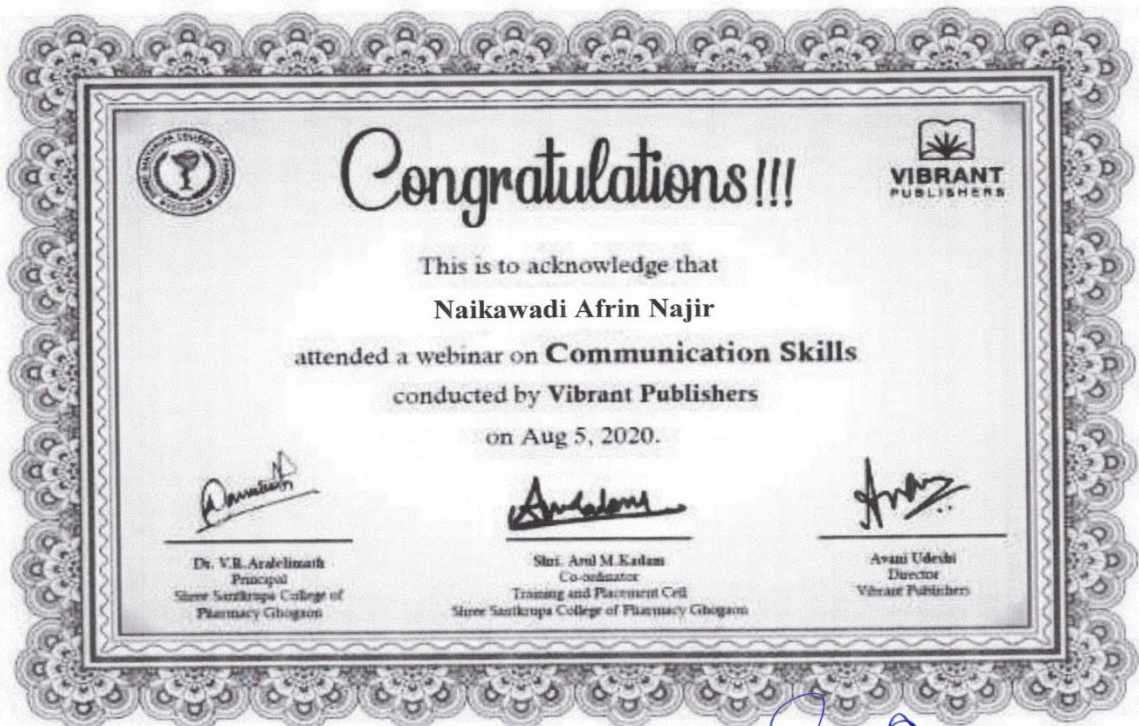 Congratulations!!!
VIBRANT
PUBLISHERS
This is to acknowledge that
Naikawadi Afrin Najir
attended a webinar on Communication Skills
conducted by Vibrant Publishers
on Aug 5, 2020.
Dr. V.R. Aralelimath
Principal
Shree Santkrupa College of
Pharmacy Ghogaon
Shri. Amol M.Kadam
Co-ordinator
Training and Placement Cell
Shree Santkrupa College of Pharmacy Ghogaon
Avani Udeshi
Director
Vibrant Publishers